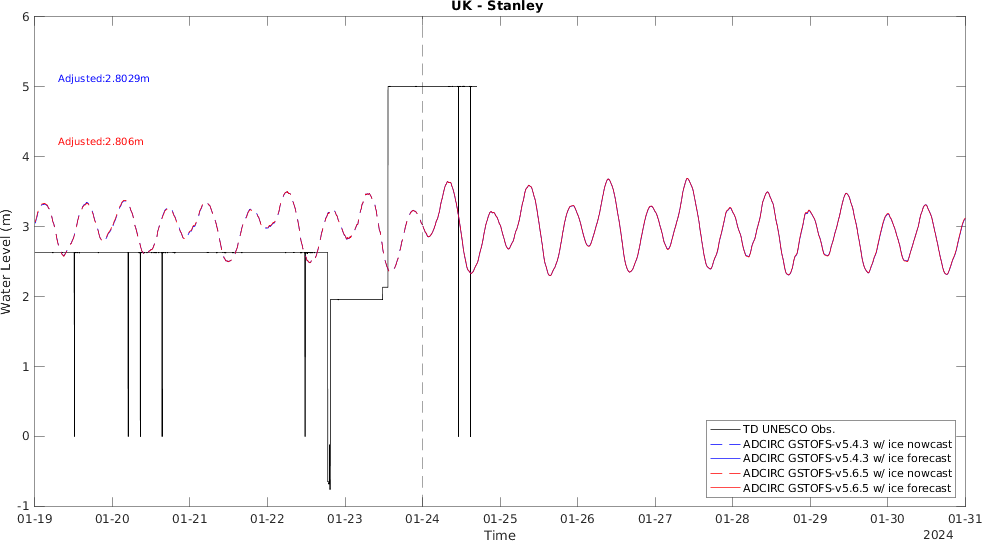 UK - Stanley
6
5
4
3
2
1
0
-1
Water Level (m)
Adjusted:2.8029m
Adjusted:2.806m
TD UNESCO Obs.
ADCIRC GSTOFS-v5.4.3 w/ ice nowcast
ADCIRC GSTOFS-v5.4.3 w/ ice forecast
ADCIRC GSTOFS-v5.6.5 w/ ice nowcast
ADCIRC GSTOFS-v5.6.5 w/ ice forecast
01-19 01-20 01-21 01-22 01-23 01-24 01-25 01-26 01-27 01-28 01-29 01-30 01-31
Time
2024